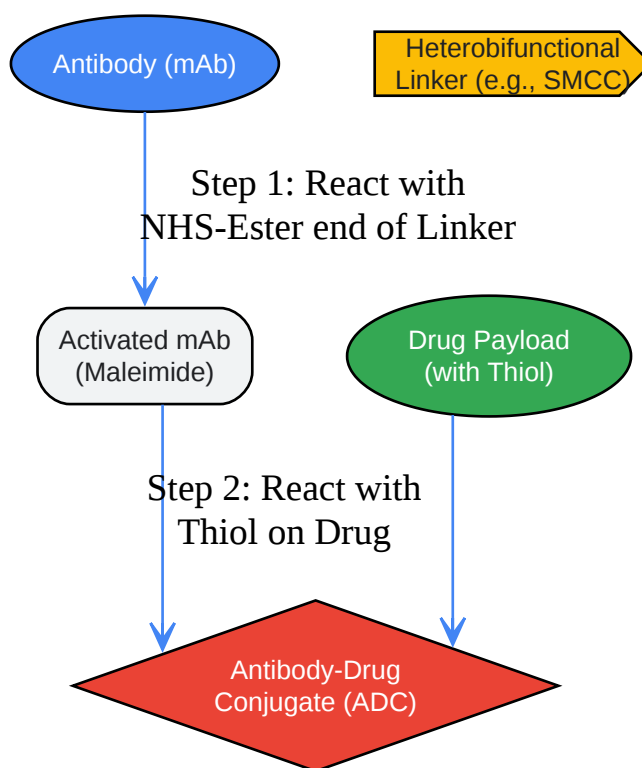 Antibody (mAb)
Heterobifunctional
Linker (e.g., SMCC)
Step 1: React with
NHS-Ester end of Linker
Activated mAb
(Maleimide)
Drug Payload
(with Thiol)
Step 2: React with
Thiol on Drug
Antibody-Drug
Conjugate (ADC)